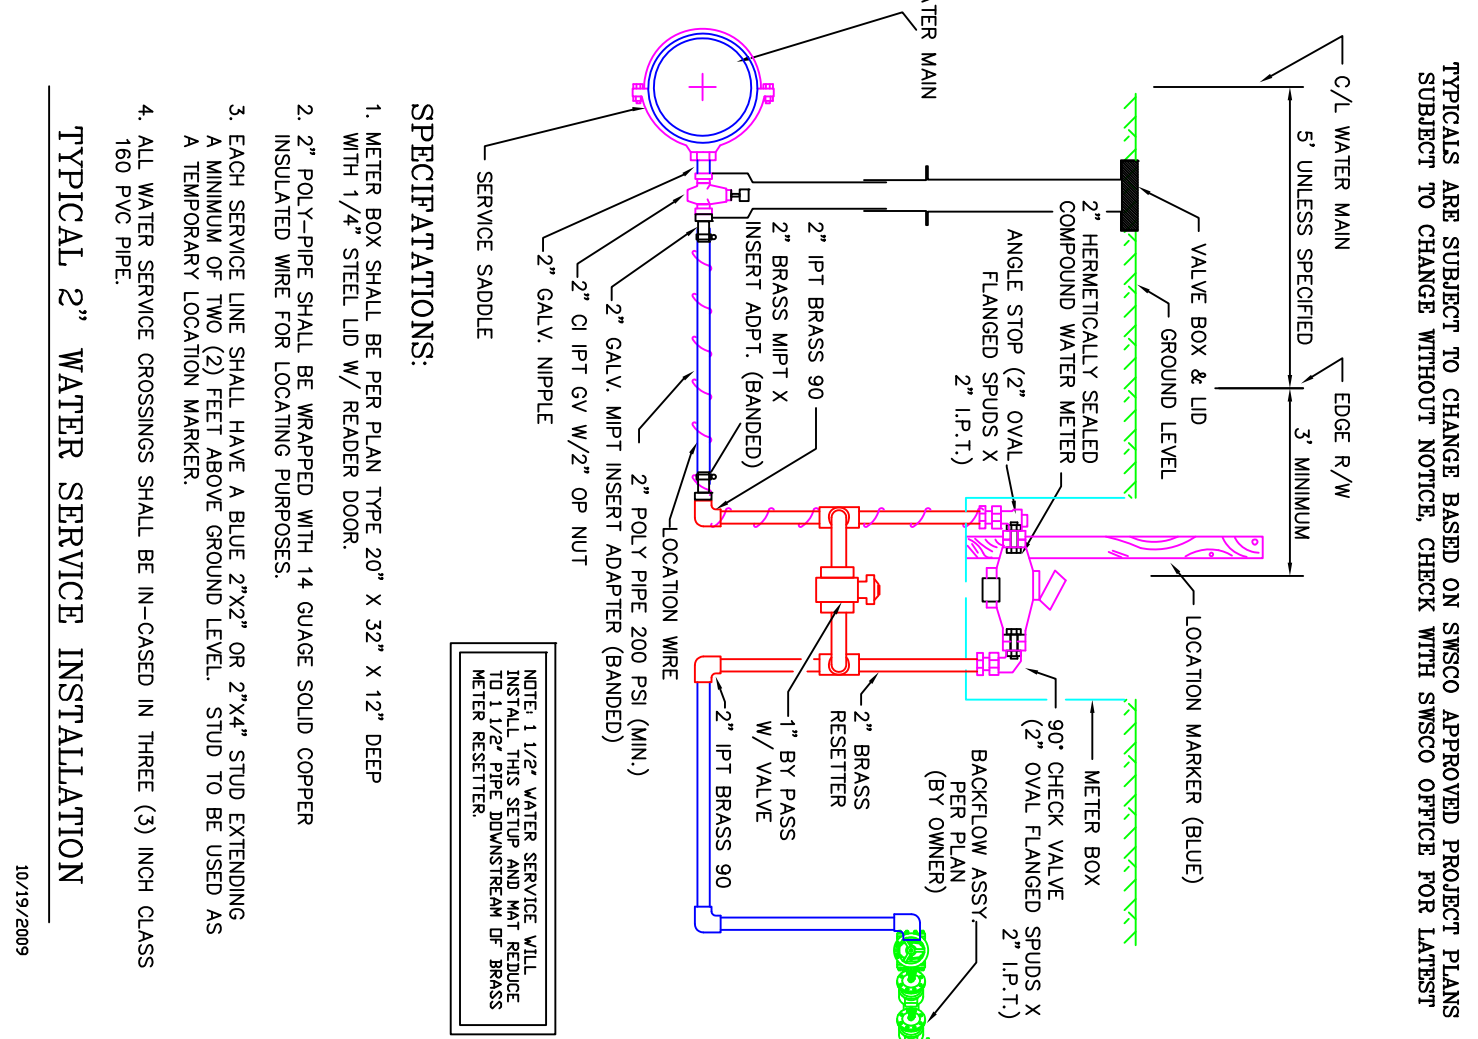 TYPICALS ARE SUBJECT TO CHANGE BASED ON SWSCO APPROVED PROJECT PLANS
SUBJECT TO CHANGE WITHOUT NOTICE, CHECK WITH SWSCO OFFICE FOR LATEST
C/L WATER MAIN
5' UNLESS SPECIFIED
EDGE R/W
3' MINIMUM
VALVE BOX & LID
GROUND LEVEL
LOCATION MARKER (BLUE)
2" HERMETICALLY SEALED
COMPOUND WATER METER
ANGLE STOP (2" OVAL
FLANGED SPUDS X
2" I.P.T.)
METER BOX
90° CHECK VALVE
(2" OVAL FLANGED SPUDS X
2" I.P.T.)
BACKFLOW ASSY.
PER PLAN
(BY OWNER)
ATER MAIN
2" IPT BRASS 90
2" BRASS MIPT X
INSERT ADPT. (BANDED)
2" BRASS
RESETTER
1" BY PASS
W/ VALVE
2" IPT BRASS 90
LOCATION WIRE
2" POLY PIPE 200 PSI (MIN.)
2" GALV. MIPT INSERT ADAPTER (BANDED)
2" CI IPT GV W/2" OP NUT
2" GALV. NIPPLE
SERVICE SADDLE
NOTE: 1 1/2" WATER SERVICE WILL
INSTALL THIS SETUP AND MAT REDUCE
TO 1 1/2" PIPE DOWNSTREAM OF BRASS
METER RESETTER.
SPECIFATATIONS:
1. METER BOX SHALL BE PER PLAN TYPE 20" X 32" X 12" DEEP
WITH 1/4" STEEL LID W/ READER DOOR.
2. 2" POLY-PIPE SHALL BE WRAPPED WITH 14 GUAGE SOLID COPPER
INSULATED WIRE FOR LOCATING PURPOSES.
3. EACH SERVICE LINE SHALL HAVE A BLUE 2"X2" OR 2"X4" STUD EXTENDING
A MINIMUM OF TWO (2) FEET ABOVE GROUND LEVEL. STUD TO BE USED AS
A TEMPORARY LOCATION MARKER.
4. ALL WATER SERVICE CROSSINGS SHALL BE IN-CASED IN THREE (3) INCH CLASS
160 PVC PIPE.
TYPICAL 2" WATER SERVICE INSTALLATION
10/19/2009